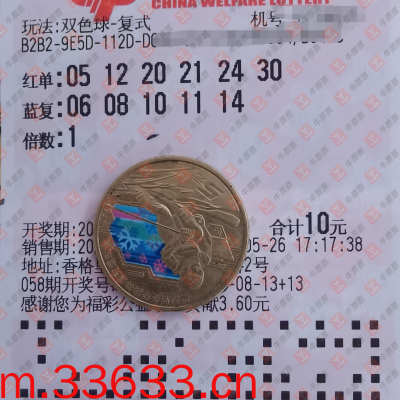 CHINA WELFARE LOTTERY
玩法:双色球-复式 机号
B2B2-9E5D-112D-D0
红单:05 12 20 21 24 30
蓝复:06 08 10 11 14
倍数:1
开奖期:20 合计10元
销售期:20 05-26 17:17:38
地址:香格里 2号
058期开奖号 -08-13+13
感谢您为福彩公益 献3.60元
m.33633.cn